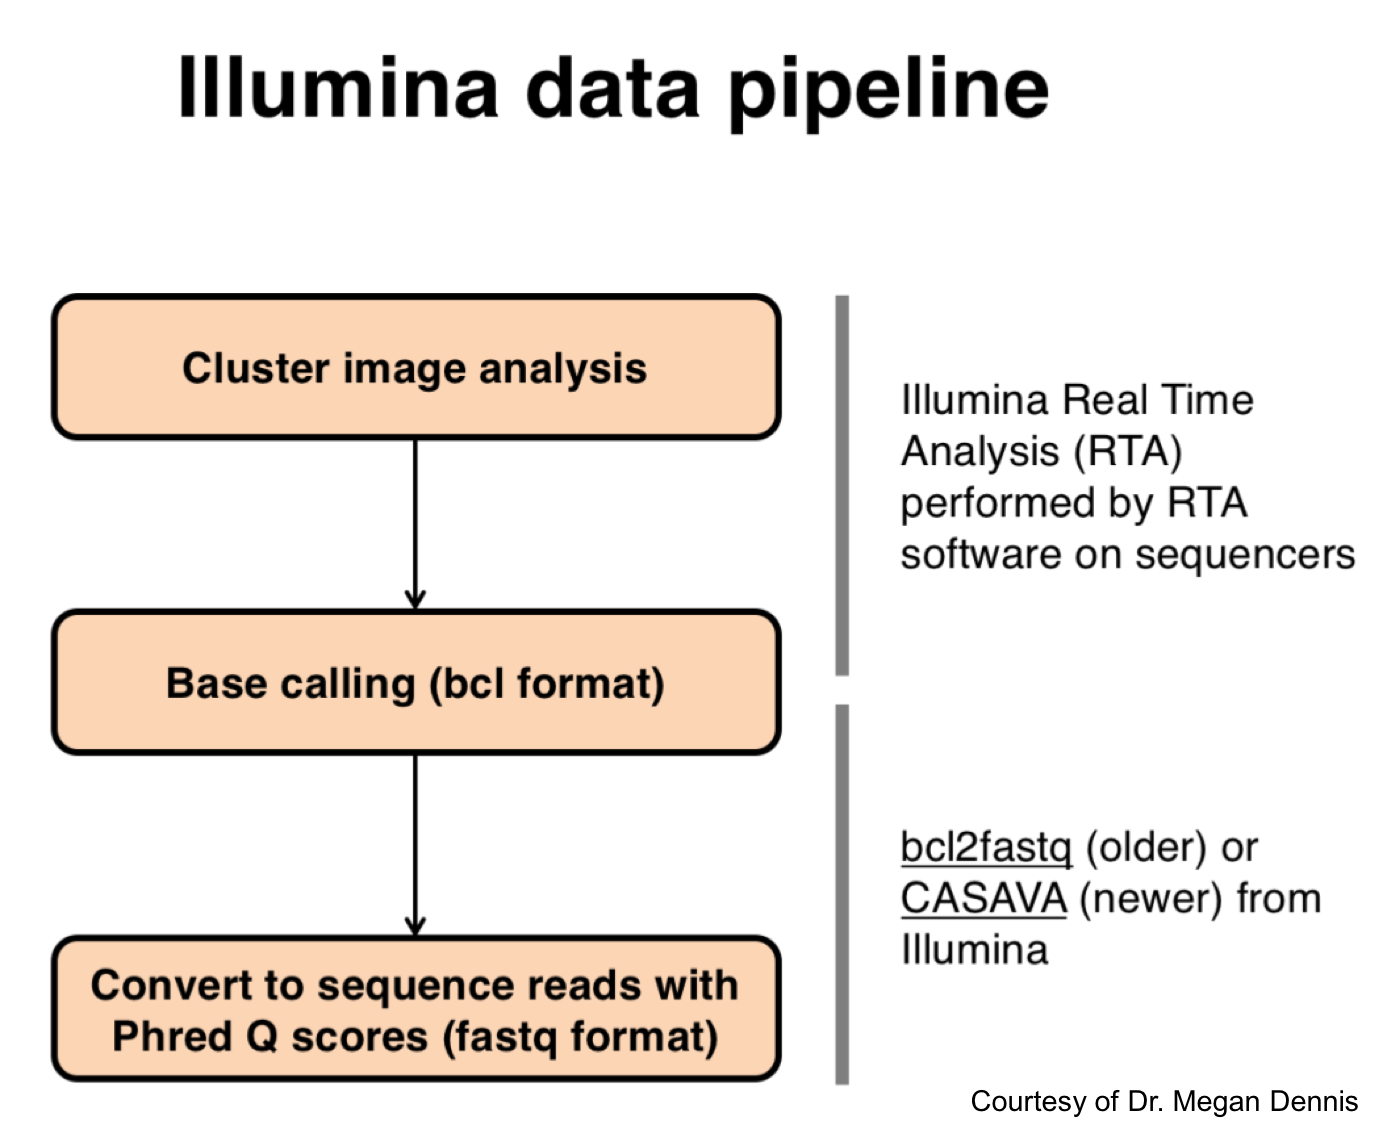 Illumina data pipeline
Cluster image analysis
Illumina Real Time
Analysis (RTA)
performed by RTA
software on sequencers
Base calling (bcl format)
bcl2fastq (older) or
CASAVA (newer) from
Illumina
Convert to sequence reads with
Phred Q scores (fastq format)
Courtesy of Dr. Megan Dennis